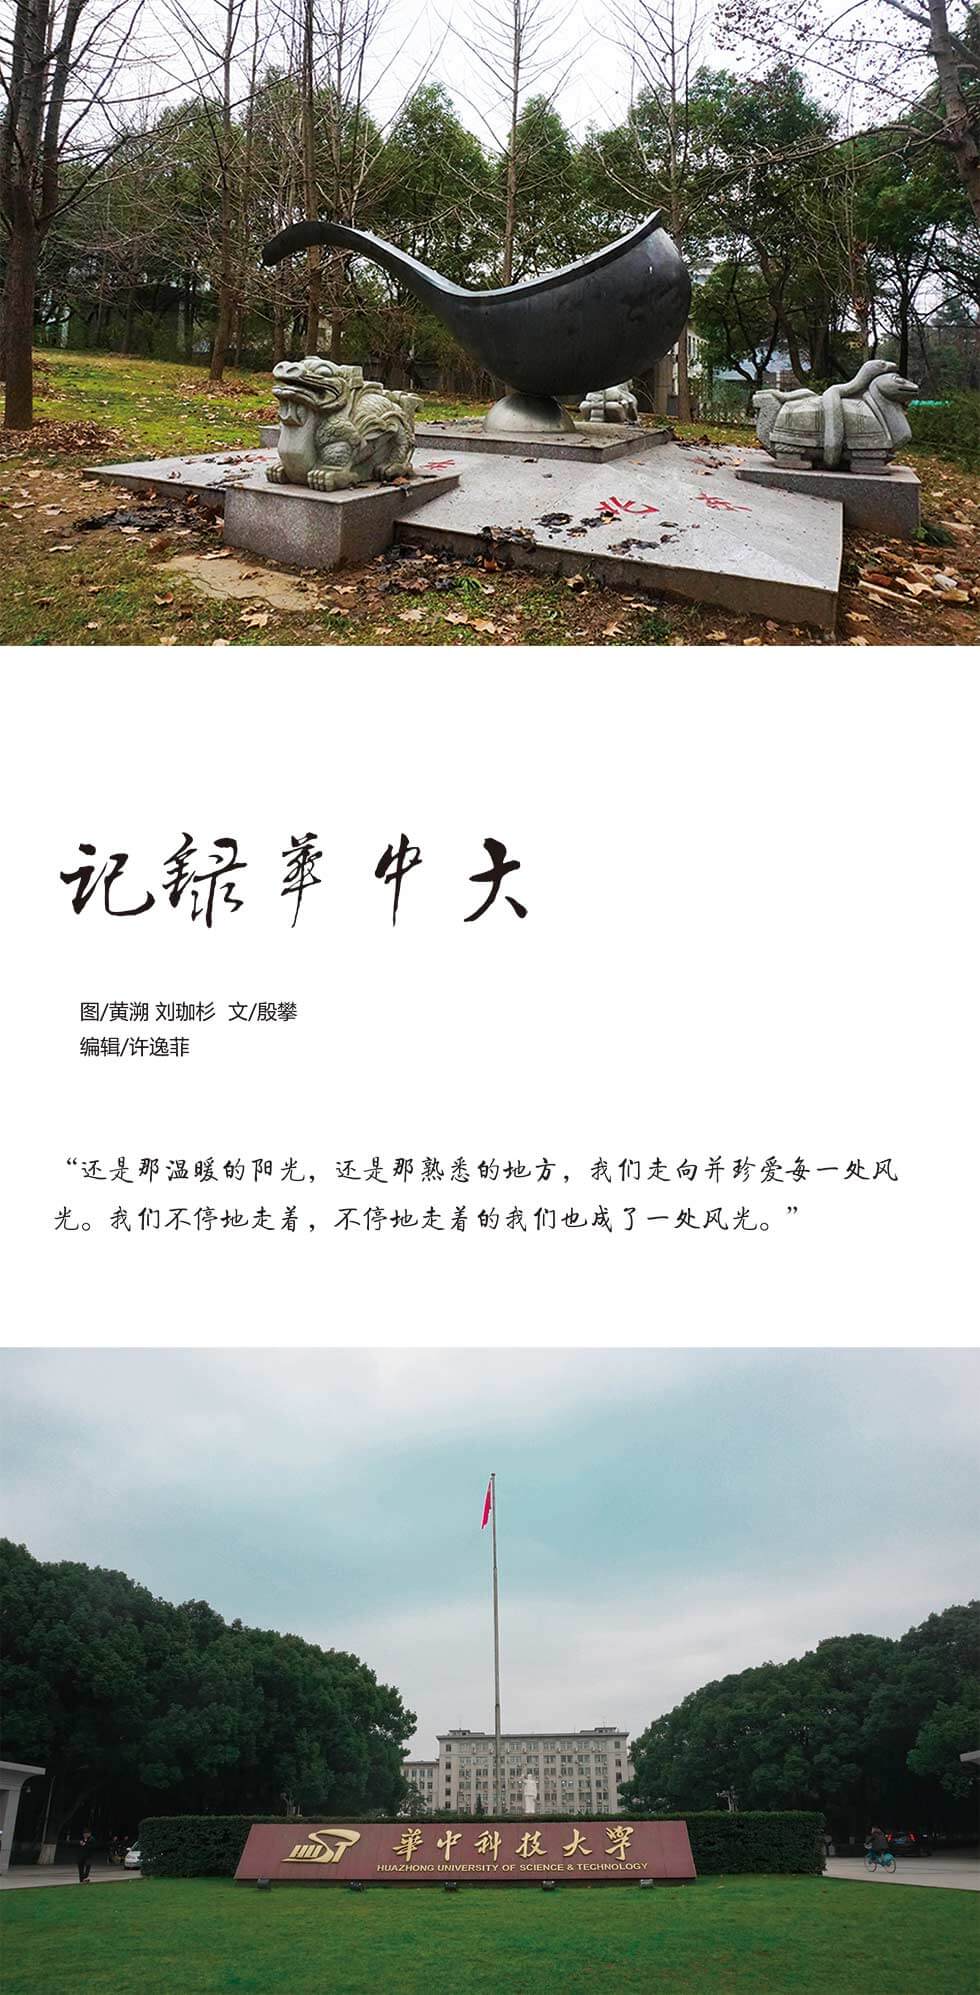 北京
记録華中大
图/黄溯 刘珈杉 文/殷攀
编辑/许逸菲
“还是那温暖的阳光，还是那熟悉的地方，我们走向并珍爱每一处风
光。我们不停地走着，不停地走着的我们也成了一处风光。”
華中科技大學
HUAZHONG UNIVERSITY OF SCIENCE & TECHNOLOGY